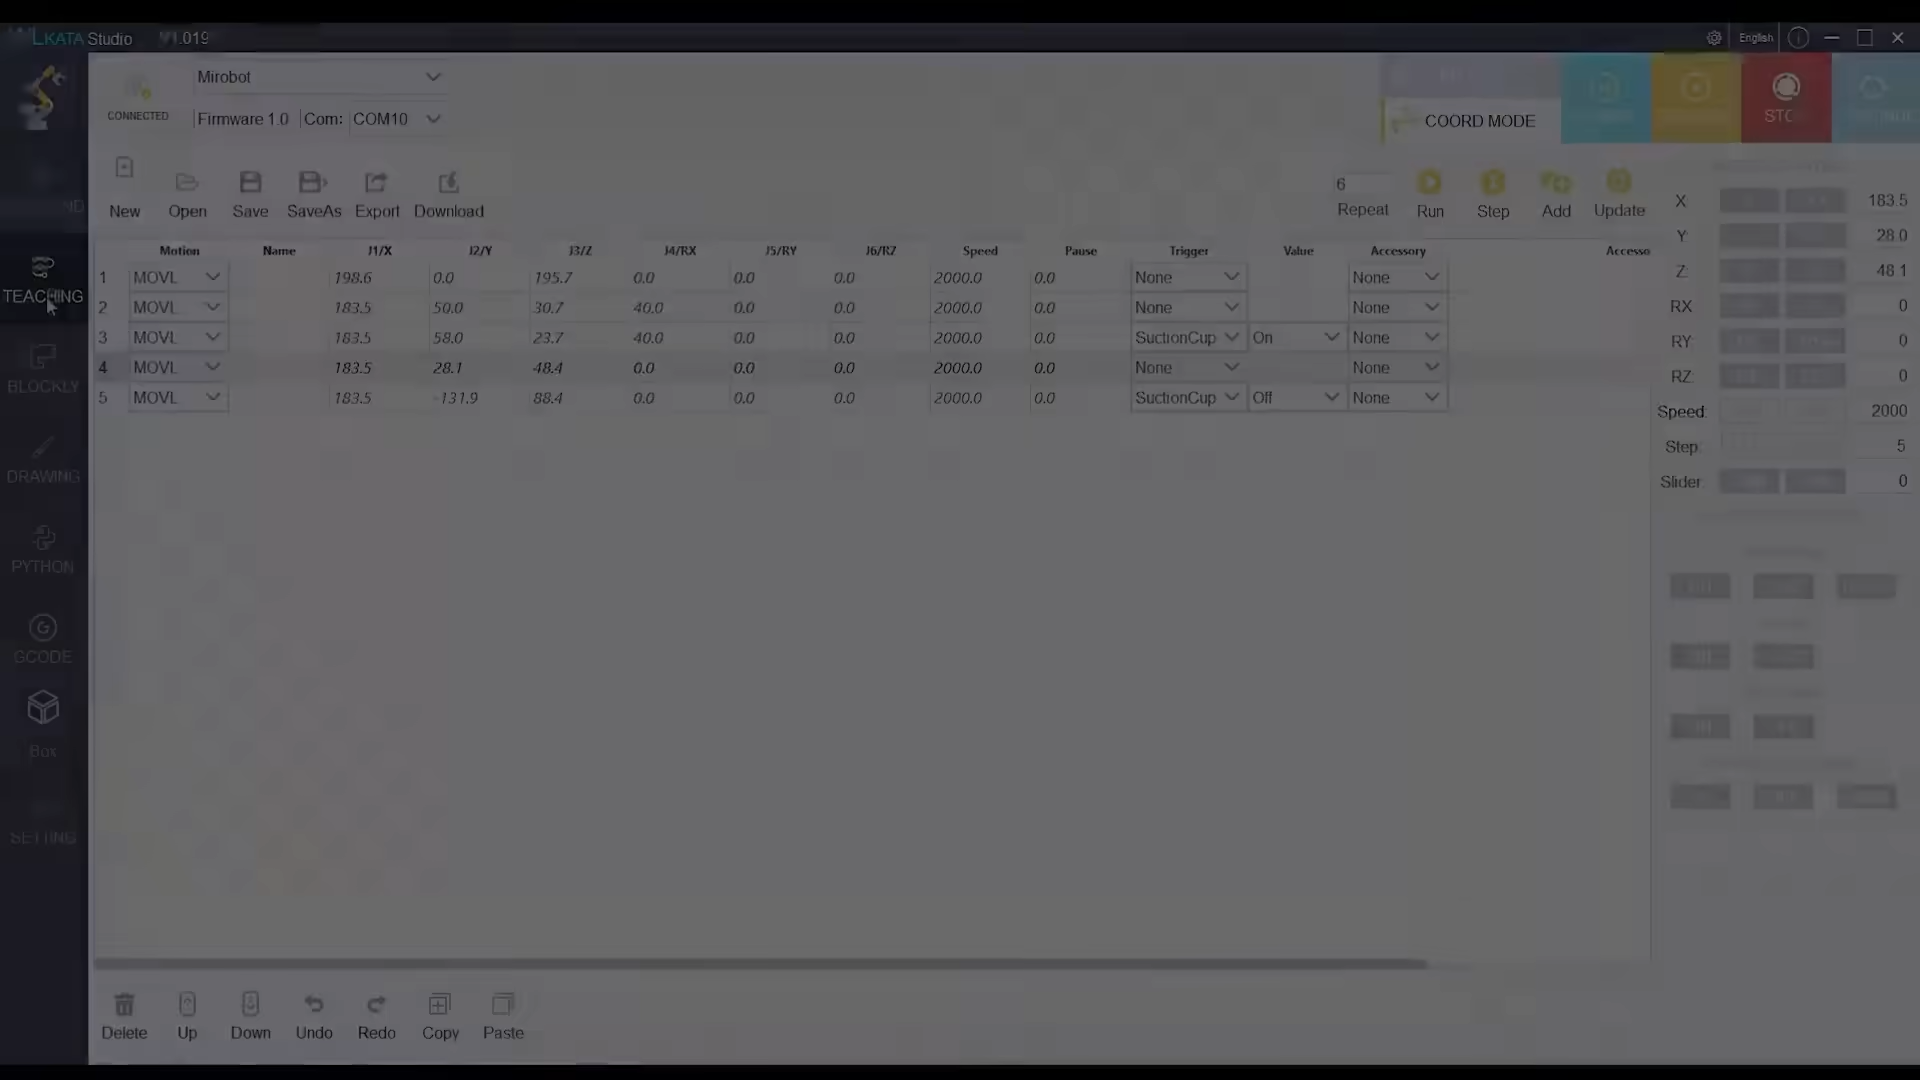 LKATA Studio V1.019 English
Mirobot
CONNECTED
Firmware 1.0 Com: COM10
COORD MODE
New Open Save SaveAs Export Download
6
Repeat Run Step Add Update
Motion Name J1/X J2/Y J3/Z J4/RX J5/RY J6/RZ Speed Pause Trigger Value Accessory Accesso
1 MOVL 198.6 0.0 195.7 0.0 0.0 0.0 2000.0 0.0 None None
2 MOVL 183.5 50.0 30.7 40.0 0.0 0.0 2000.0 0.0 None None
3 MOVL 183.5 58.0 23.7 40.0 0.0 0.0 2000.0 0.0 SuctionCup On None
4 MOVL 183.5 28.1 48.4 0.0 0.0 0.0 2000.0 0.0 None None
5 MOVL 183.5 -131.9 88.4 0.0 0.0 0.0 2000.0 0.0 SuctionCup Off None
TEACHING
BLOCKLY
DRAWING
PYTHON
GCODE
Box
SETTING
X 183.5
Y: 28.0
Z: 48.1
RX 0
RY: 0
RZ: 0
Speed: 2000
Step: 5
Slider: 0
Delete Up Down Undo Redo Copy Paste